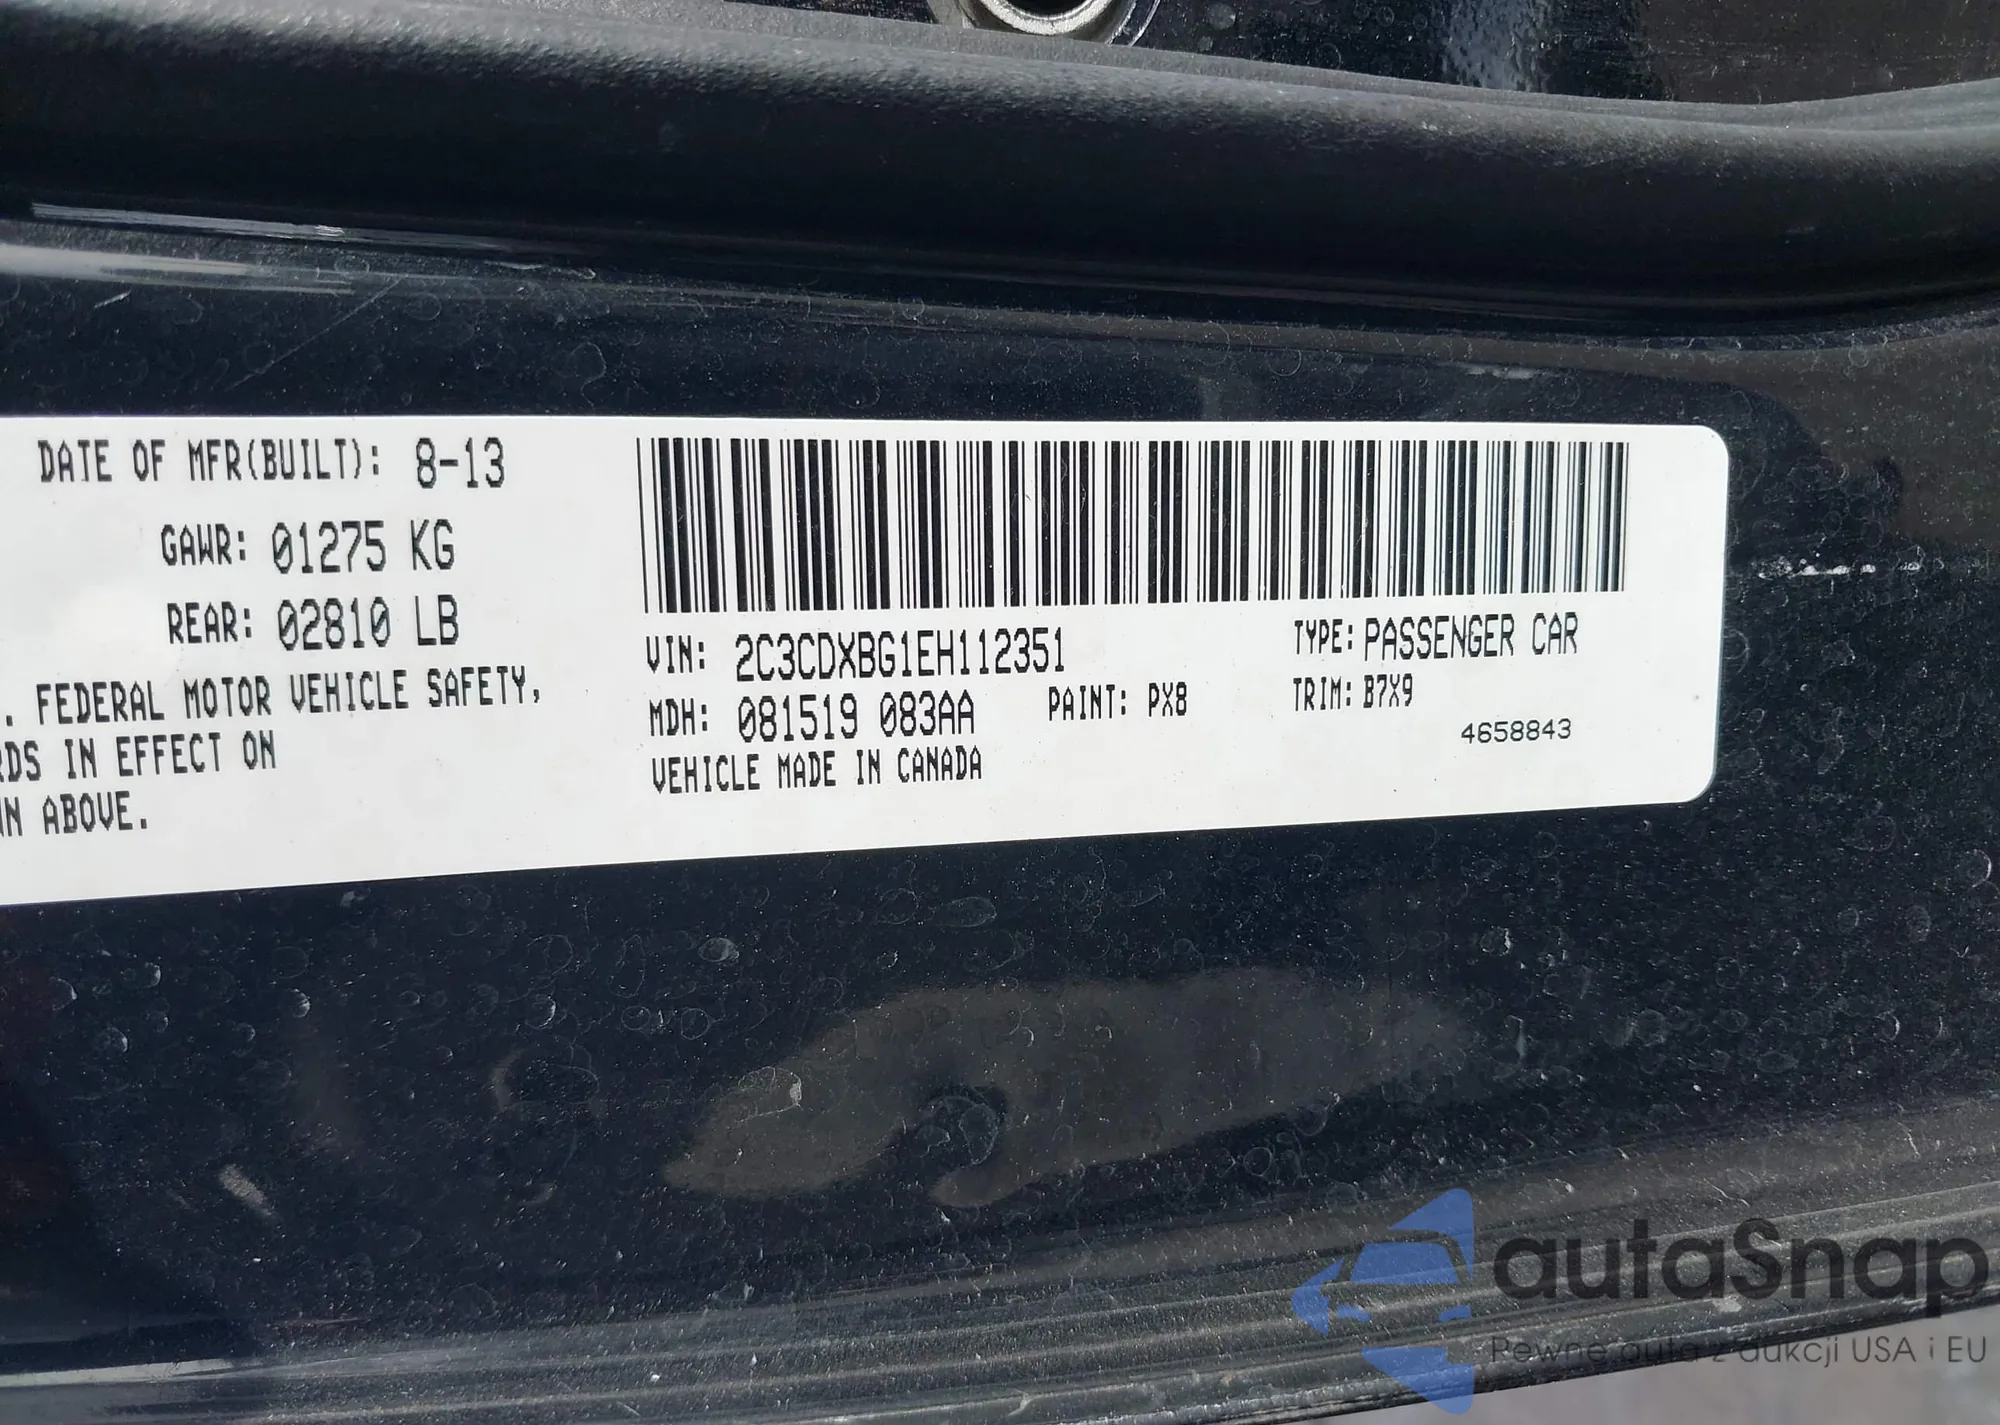 DATE OF MFR(BUILT): 8-13
GAWR: 01275 KG
REAR: 02810 LB
. FEDERAL MOTOR VEHICLE SAFETY,
RDS IN EFFECT ON
N ABOVE.
VIN: 2C3CDXBG1EH112351
TYPE: PASSENGER CAR
MDH: 081519 083AA
PAINT: PX8
TRIM: B7X9
VEHICLE MADE IN CANADA
4658843
autaSnap
Pewne auta z aukcji USA i EU